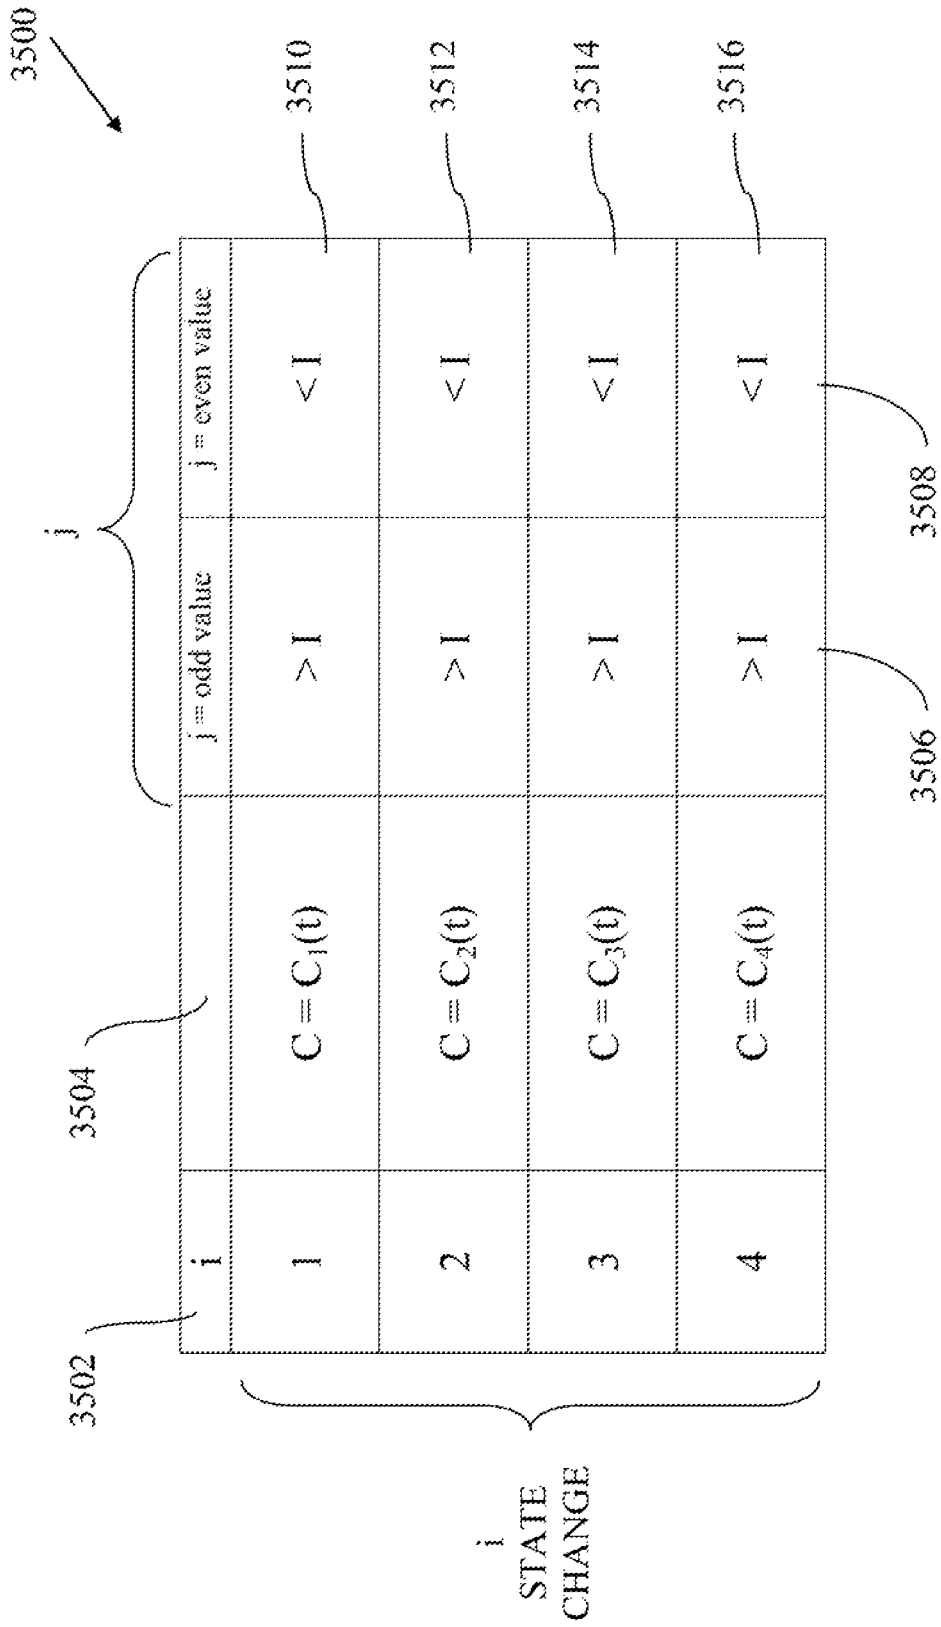 3500
j
3504
3502
i
j = odd value
j = even value
1
C = C₁(t)
> I
< I
3510
2
C = C₂(t)
> I
< I
3512
3
C = C₃(t)
> I
< I
3514
4
C = C₄(t)
> I
< I
3516
i
STATE
CHANGE
3506
3508